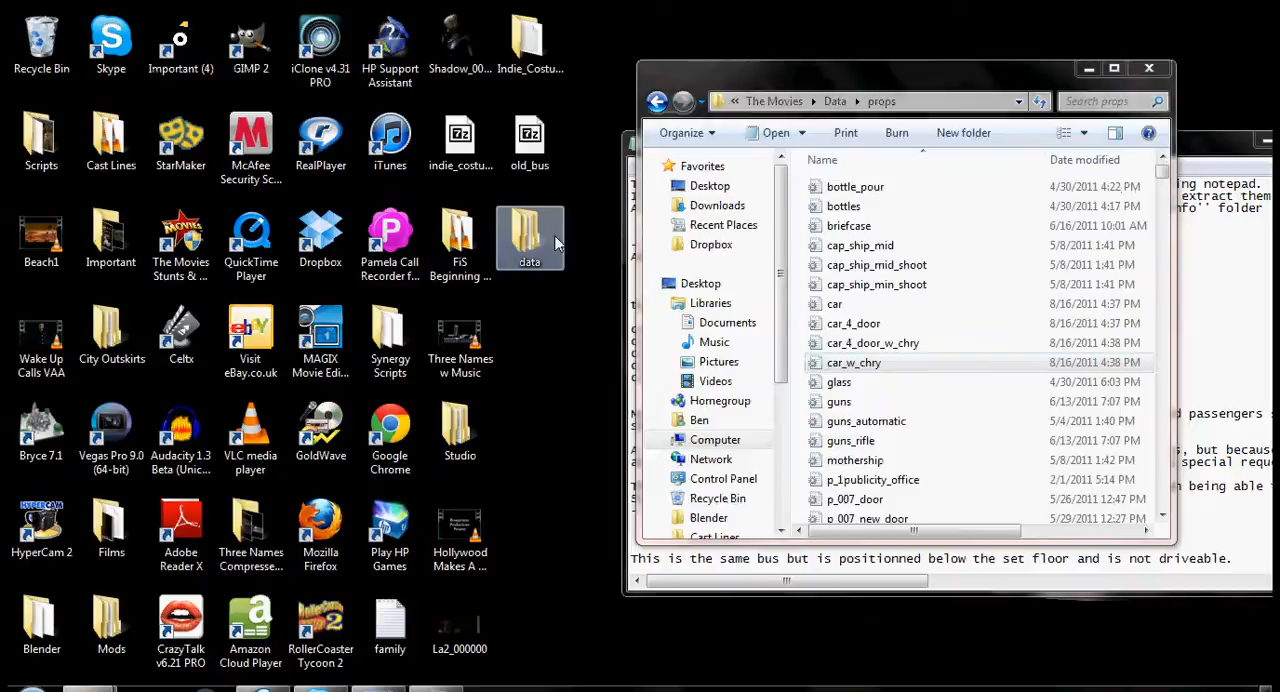 Recycle Bin
Skype
Important (4)
GIMP 2
iClone v4.31
PRO
HP Support
Assistant
Shadow_00...
Indie_Costu...
Scripts
Cast Lines
StarMaker
McAfee
Security Sc...
RealPlayer
iTunes
indie_costu...
old_bus
Beach1
Important
The Movies
Stunts & ...
QuickTime
Player
Dropbox
Pamela Call
Recorder f...
FiS
Beginning ...
data
Wake Up
Calls VAA
City Outskirts
Celtx
Visit
eBay.co.uk
MAGIX
Movie Edi...
Synergy
Scripts
Three Names
w Music
Bryce 7.1
Vegas Pro 9.0
(64-bit)
Audacity 1.3
Beta (Unic...
VLC media
player
GoldWave
Google
Chrome
Studio
HyperCam 2
Films
Adobe
Reader X
Three Names
Compresse...
Mozilla
Firefox
Play HP
Games
Hollywood
Makes A ...
Blender
Mods
CrazyTalk
v6.21 PRO
Amazon
Cloud Player
RollerCoaster
Tycoon 2
family
La2_000000
« The Movies Data props
Search props
Organize Open Print Burn New folder
Favorites
Desktop
Downloads
Recent Places
Dropbox
Desktop
Libraries
Documents
Music
Pictures
Videos
Homegroup
Ben
Computer
Network
Control Panel
Recycle Bin
Blender
Cast Lines
Name Date modified
bottle_pour 4/30/2011 4:22 PM
bottles 4/30/2011 4:17 PM
briefcase 6/16/2011 10:01 AM
cap_ship_mid 5/8/2011 1:41 PM
cap_ship_mid_shoot 5/8/2011 1:41 PM
cap_ship_min_shoot 5/8/2011 1:41 PM
car 8/16/2011 4:37 PM
car_4_door 8/16/2011 4:37 PM
car_4_door_w_chry 8/16/2011 4:38 PM
car_w_chry 8/16/2011 4:38 PM
glass 4/30/2011 6:03 PM
guns 6/13/2011 7:07 PM
guns_automatic 5/4/2011 1:40 PM
guns_rifle 6/13/2011 7:07 PM
mothership 5/8/2011 1:42 PM
p_1publicity_office 2/1/2011 5:14 PM
p_007_door 5/26/2011 12:47 PM
p_007_new_door 5/29/2011 12:27 PM
ing notepad.
extract them
nfo'' folder
d passengers s
s, but because
special reque
n being able t
This is the same bus but is positionned below the set floor and is not driveable.